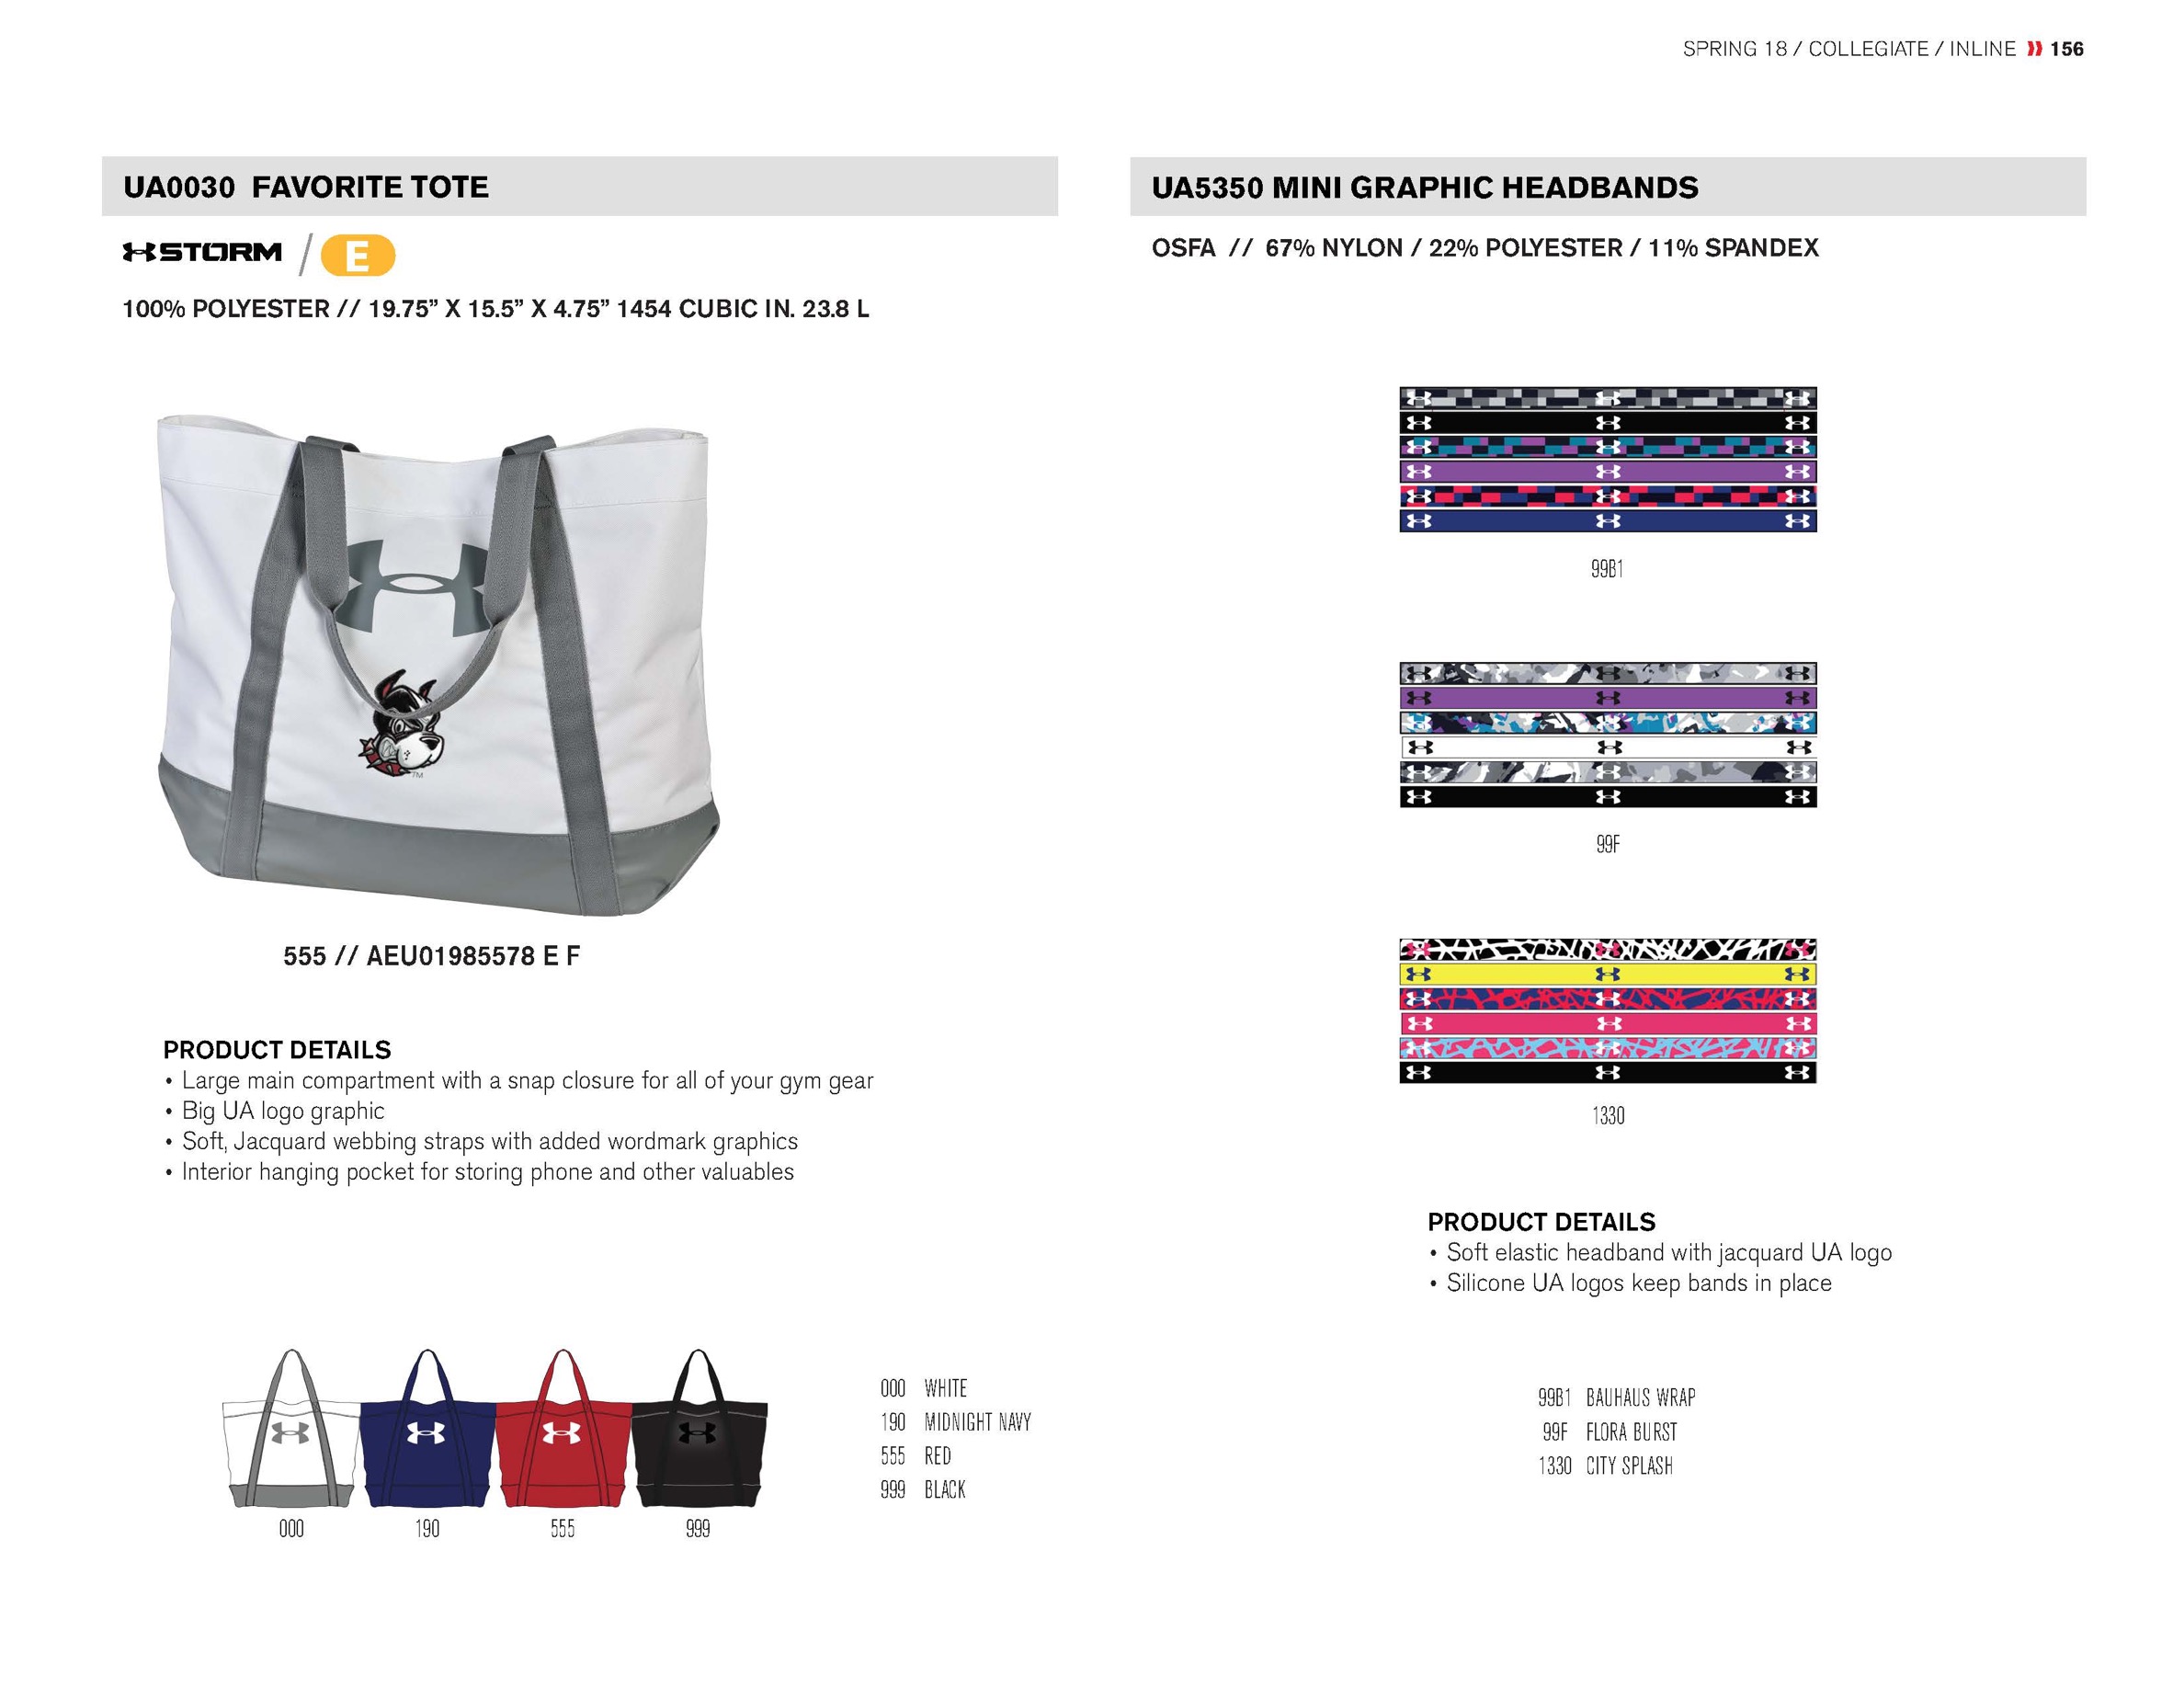 SPRING 18 / COLLEGIATE / INLINE 156
UA0030 FAVORITE TOTE
STORM / E
100% POLYESTER // 19.75” X 15.5” X 4.75” 1454 CUBIC IN. 23.8 L
TM
555 // AEU01985578 E F
PRODUCT DETAILS
• Large main compartment with a snap closure for all of your gym gear
• Big UA logo graphic
• Soft, Jacquard webbing straps with added wordmark graphics
• Interior hanging pocket for storing phone and other valuables
000 190 555 999
000 WHITE
190 MIDNIGHT NAVY
555 RED
999 BLACK
UA5350 MINI GRAPHIC HEADBANDS
OSFA // 67% NYLON / 22% POLYESTER / 11% SPANDEX
99B1
99F
1330
PRODUCT DETAILS
• Soft elastic headband with jacquard UA logo
• Silicone UA logos keep bands in place
99B1 BAUHAUS WRAP
99F FLORA BURST
1330 CITY SPLASH